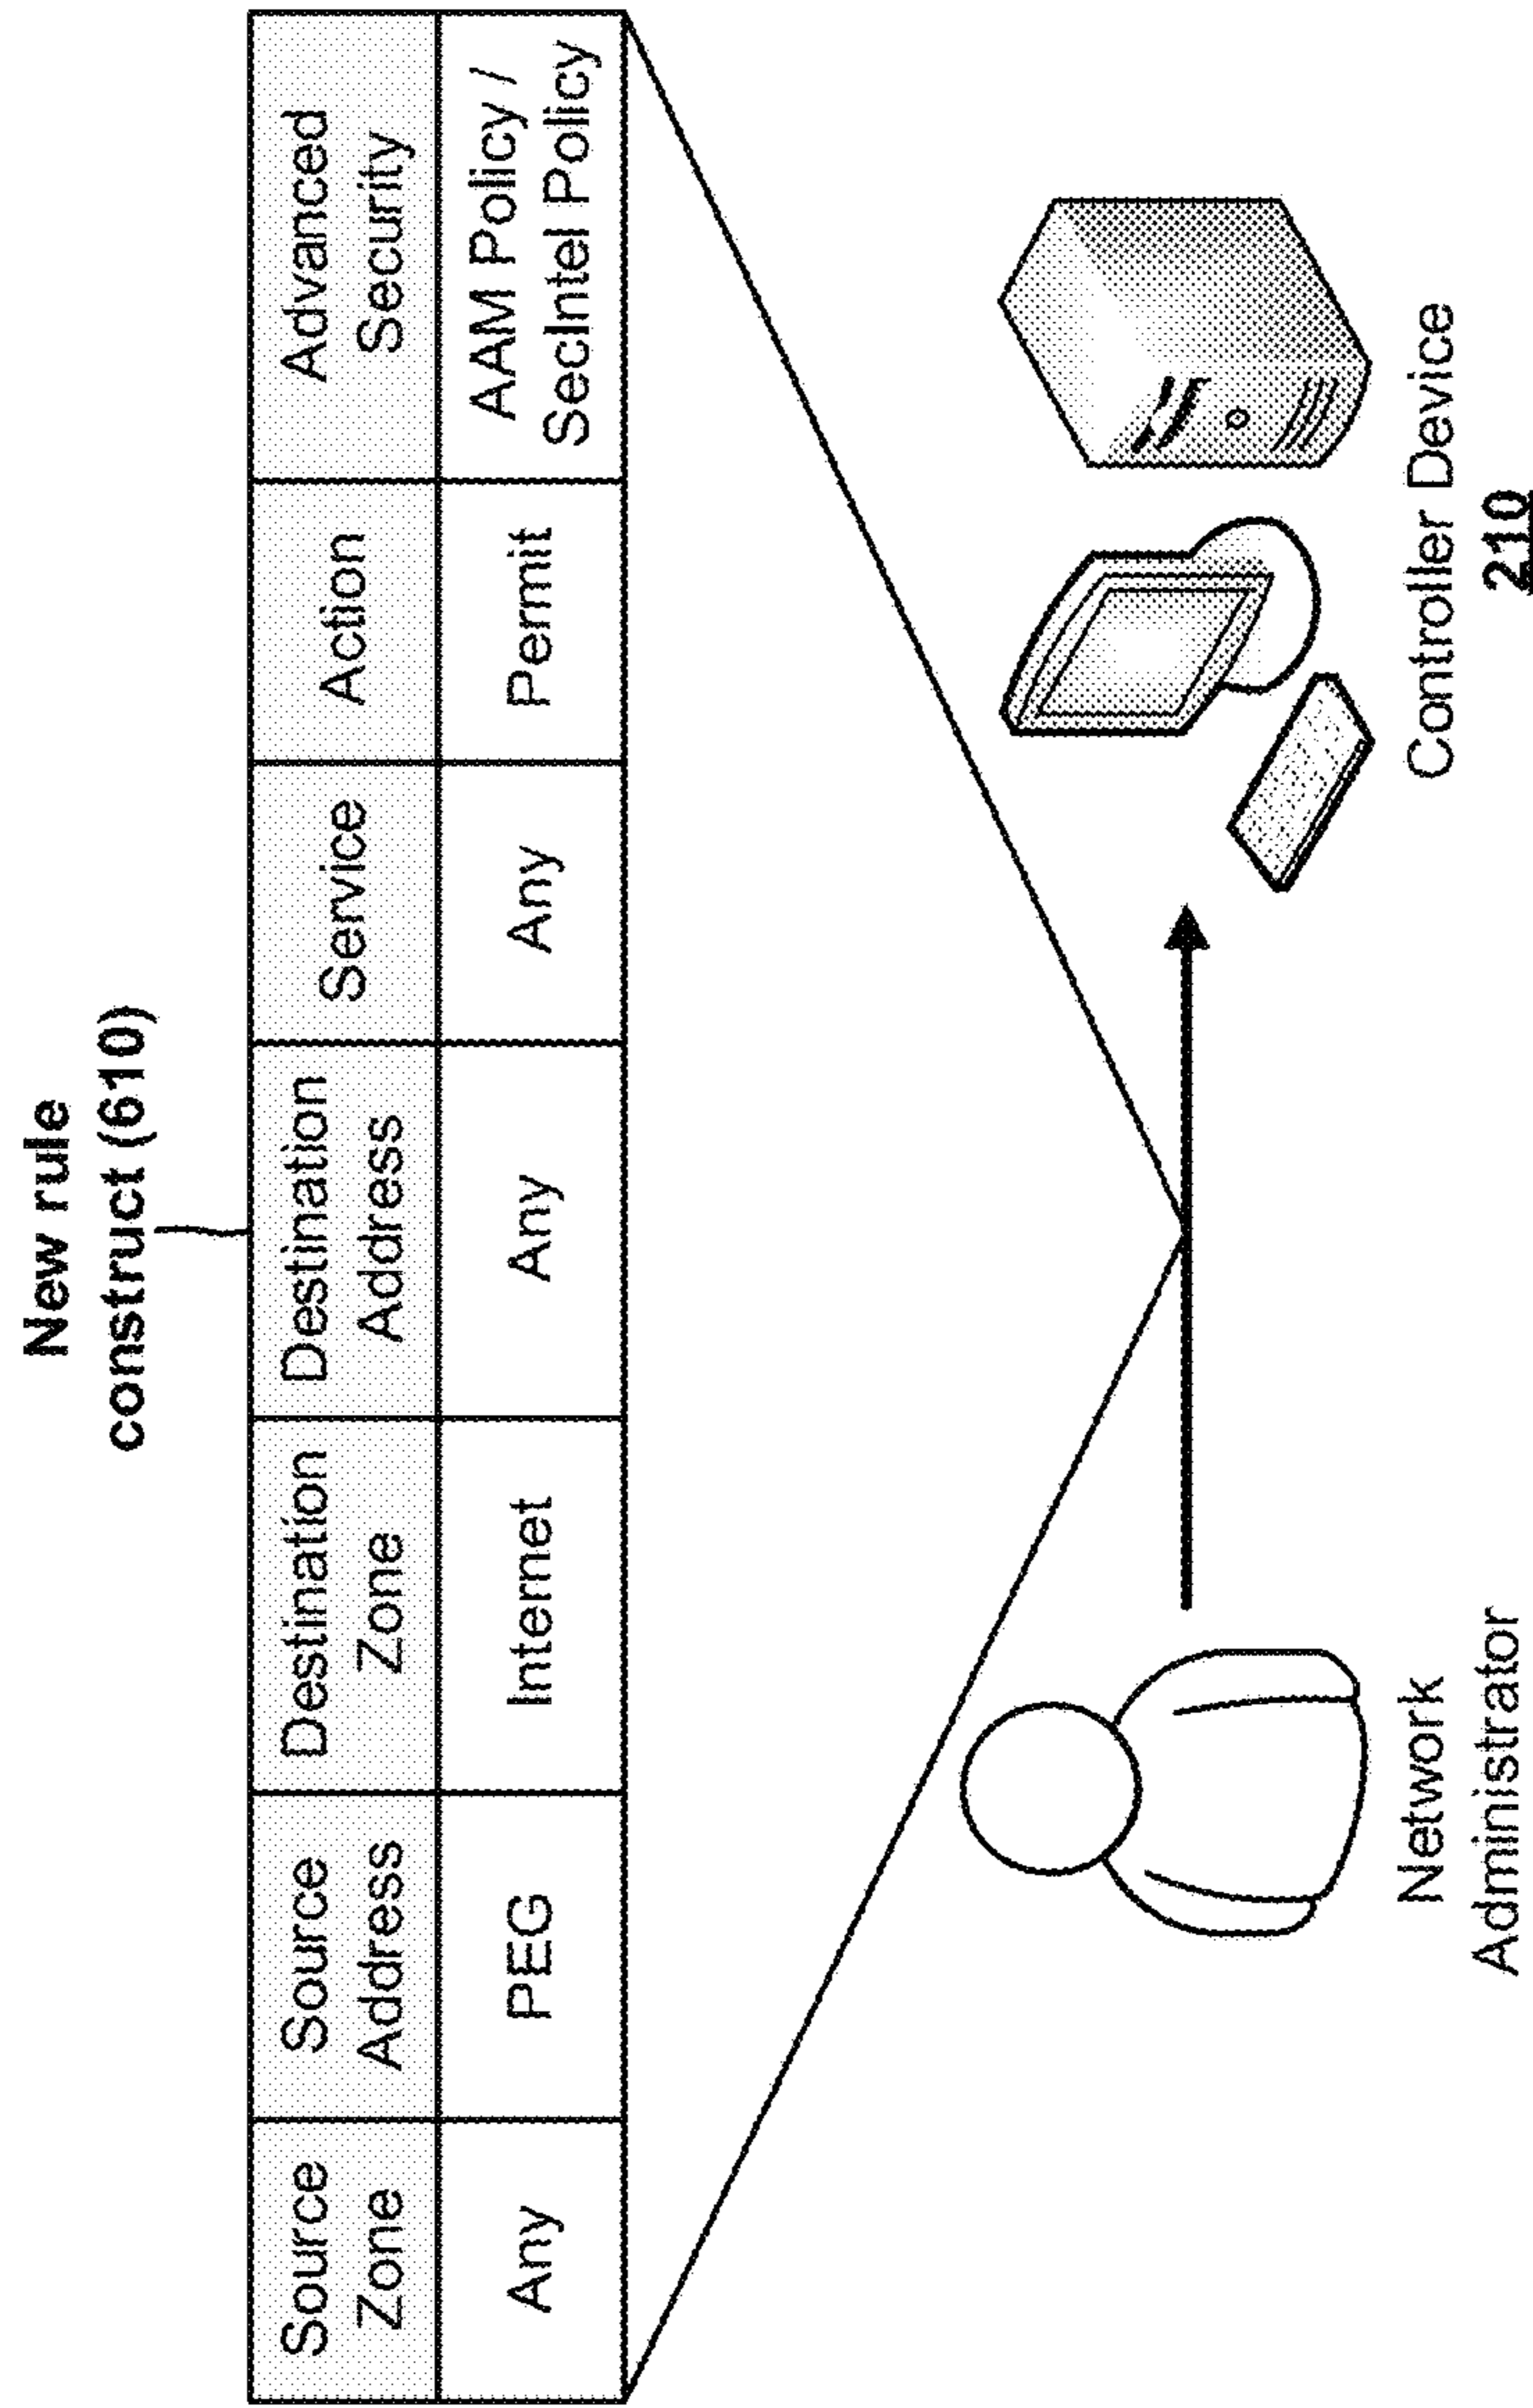 New rule
construct (610)
Source
Zone
Source
Address
Destination
Zone
Destination
Address
Service
Action
Advanced
Security
Any
PEG
Internet
Any
Any
Permit
AAM Policy /
SecIntel Policy
Network
Administrator
Controller Device
210